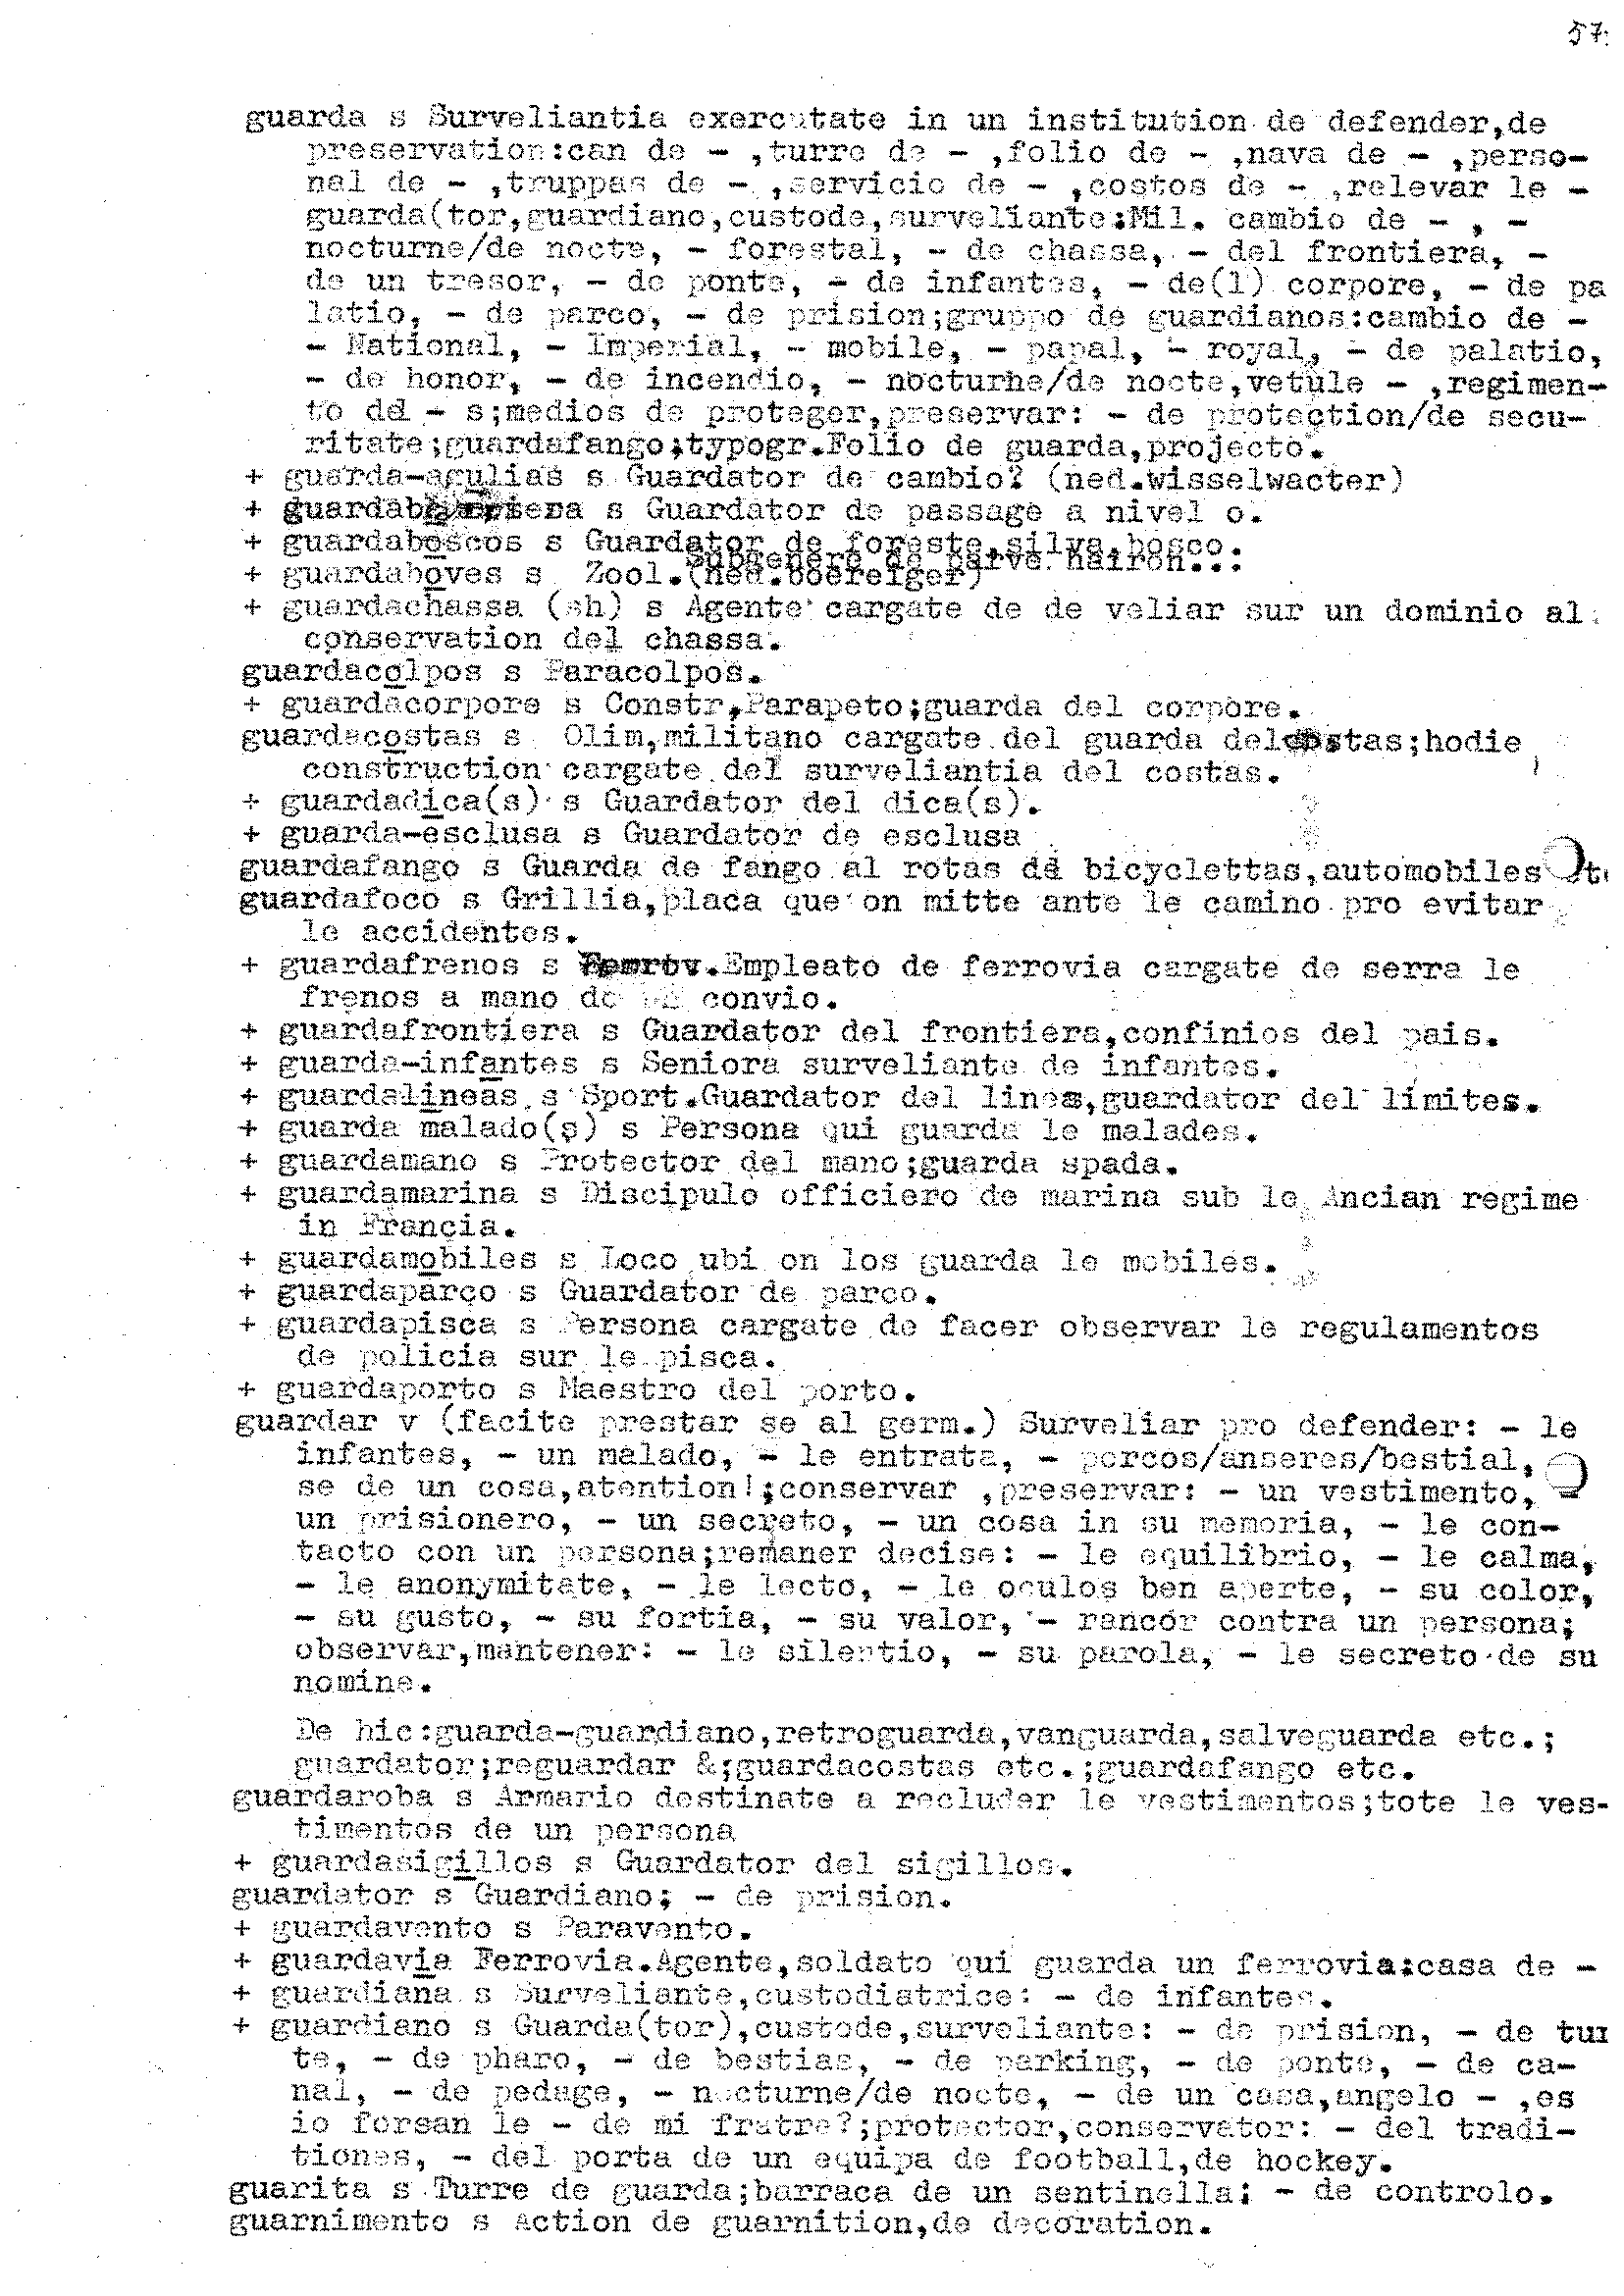 57
guarda s Surveliantia exercutate in un institution de defender,de
preservation:can de - ,turre de - ,folio de - ,nava de - ,perso-
nal de - ,truppas de - ,servicio de - ,costos de - ,relevar le -
guarda(tor,guardiano,custode,surveliante;Mil. cambio de - , -
nocturne/de nocte, - forestal, - de chassa, - del frontiera, -
de un tresor, - de ponte, - de infantes, - de(l) corpore, - de pa
latio, - de parco, - de prision;gruppo de guardianos:cambio de -
- National, - Imperial, - mobile, - papal, - royal, - de palatio,
- de honor, - de incendio, - nocturne/de nocte,vetule - ,regimen-
to de - s;medios de proteger,preservar: - de protection/de secu-
ritate;guardafango;typogr.Folio de guarda,projecto.
+ guarda-agulias s Guardator de cambio? (ned.wisselwacter)
+ s Guardator de passage a nivel o.
+ guardaboscos s Guardator de foreste,silva,bosco.
Subgenere de parve hairon...
+ guardaboves s Zool.(ned.boereiger)
+ guardachassa (sh) s Agente cargate de de veliar sur un dominio al
conservation del chassa.
guardacolpos s Paracolpos.
+ guardacorpore s Constr,Parapeto;guarda del corpore.
guardacostas s Olim,militano cargate del guarda del costas;hodie
construction cargate del surveliantia del costas.
+ guardadica(s) s Guardator del dica(s).
+ guarda-esclusa s Guardator de esclusa
guardafango s Guarda de fango al rotas de bicyclettas,automobiles
guardafoco s Grillia,placa que on mitte ante le camino pro evitar
le accidentes.
+ guardafrenos s Ferrov.Empleato de ferrovia cargate de serra le
frenos a mano de convio.
+ guardafrontiera s Guardator del frontiera,confinios del pais.
+ guarda-infantes s Seniora surveliante de infantes.
+ guardalineas s Sport.Guardator del linea,guardator del limites.
+ guarda malado(s) s Persona qui guarda le malades.
+ guardamano s Protector del mano;guarda spada.
+ guardamarina s Discipulo officiero de marina sub le Ancian regime
in Francia.
+ guardamobiles s Loco ubi on los guarda le mobiles.
+ guardaparco s Guardator de parco.
+ guardapisca s Persona cargate de facer observar le regulamentos
de policia sur le pisca.
+ guardaporto s Maestro del porto.
guardar v (facite prestar se al germ.) Surveliar pro defender: - le
infantes, - un malado, - le entrata, - porcos/anseres/bestial,
se de un cosa,atention!;conservar ,preservar: - un vestimento, -
un prisionero, - un secreto, - un cosa in su memoria, - le con-
tacto con un persona;remaner decise: - le equilibrio, - le calma,
- le anonymitate, - le lecto, - le oculos ben aperte, - su color,
- su gusto, - su fortia, - su valor, - rancor contra un persona;
observar,mantener: - le silentio, - su parola, - le secreto de su
nomine.
De hic:guarda-guardiano,retroguarda,vanguarda,salveguarda etc.;
guardator;reguardar &;guardacostas etc.;guardafango etc.
guardaroba s Armario destinate a recluder le vestimentos;tote le ves-
timentos de un persona
+ guardasigillos s Guardator del sigillos.
guardator s Guardiano; - de prision.
+ guardavento s Paravento.
+ guardavia Ferrovia.Agente,soldato qui guarda un ferrovia:casa de -
+ guardiana s Surveliante,custodiatrice: - de infantes.
+ guardiano s Guarda(tor),custode,surveliante: - de prision, - de tur
te, - de pharo, - de bestias, - de parking, - de ponte, - de ca-
nal, - de pedage, - nocturne/de nocte, - de un casa,angelo - ,es
io forsan le - de mi fratre?;protector,conservator: - del tradi-
tiones, - del porta de un equipa de football,de hockey.
guarita s Turre de guarda;barraca de un sentinella; - de controlo.
guarnimento s Action de guarnition,de decoration.